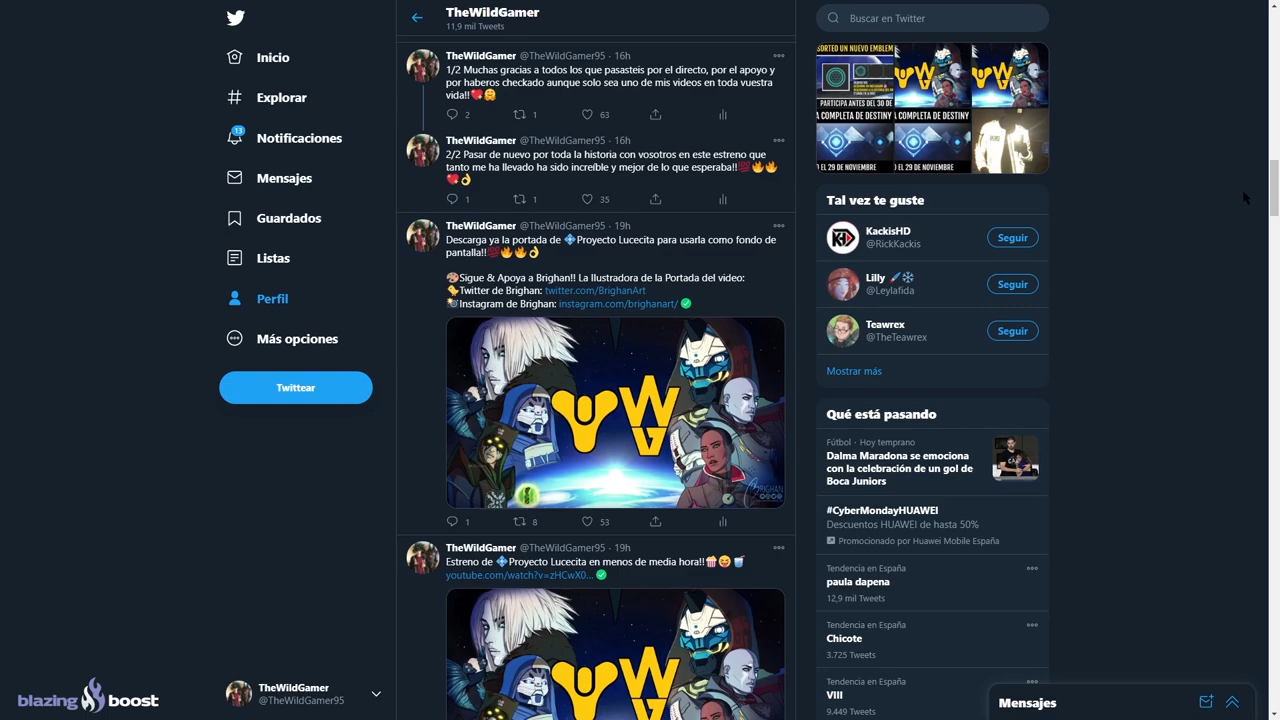 Inicio
Explorar
13
Notificaciones
Mensajes
Guardados
Listas
Perfil
Más opciones
Twittear
TheWildGamer
@TheWildGamer95
blazing boost
TheWildGamer
11,9 mil Tweets
TheWildGamer @TheWildGamer95 · 16h
1/2 Muchas gracias a todos los que pasasteis por el directo, por el apoyo y
por haberos checkado aunque solo sea uno de mis videos en toda vuestra
vida!!💖🤗
2 1 63
TheWildGamer @TheWildGamer95 · 16h
2/2 Pasar de nuevo por toda la historia con vosotros en este estreno que
tanto me ha llevado ha sido increíble y mejor de lo que esperaba!!💯🔥🔥
💖👌
1 1 35
TheWildGamer @TheWildGamer95 · 19h
Descarga ya la portada de 💠Proyecto Lucecita para usarla como fondo de
pantalla!!💯🔥🔥👌
🎨Sigue & Apoya a Brighan!! La Ilustradora de la Portada del video:
🐤Twitter de Brighan: twitter.com/BrighanArt
📸Instagram de Brighan: instagram.com/brighanart/ ✅
BRIGHAN
1 8 53
TheWildGamer @TheWildGamer95 · 19h
Estreno de 💠Proyecto Lucecita en menos de media hora!!🍿😆🥤
youtube.com/watch?v=zHCwX0... ✅
Buscar en Twitter
SORTEO UN NUEVO EMBLEM
PARTICIPA ANTES DEL 30 DE
A COMPLETA DE DESTINY
EL 29 DE NOVIEMBRE
A COMPLETA DE DESTINY
O EL 29 DE NOVIEMBRE
Tal vez te guste
KackisHD
@RickKackis
Seguir
Lilly 🖌❄
@Leylafida
Seguir
Teawrex
@TheTeawrex
Seguir
Mostrar más
Qué está pasando
Fútbol · Hoy temprano
Dalma Maradona se emociona
con la celebración de un gol de
Boca Juniors
#CyberMondayHUAWEI
Descuentos HUAWEI de hasta 50%
Promocionado por Huawei Mobile España
Tendencia en España
paula dapena
12,9 mil Tweets
Tendencia en España
Chicote
3.725 Tweets
Tendencia en España
VIII
9.449 Tweets
Mensajes